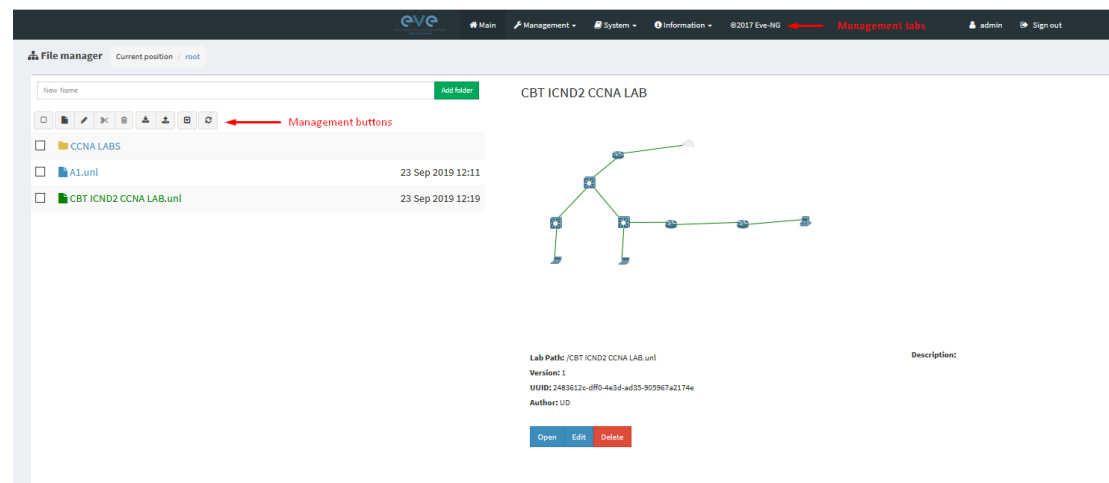 eve
Main Management System Information ©2017 Eve-NG Management tabs admin Sign out
File manager Current position / root
New Name Add folder
Management buttons
CCNA LABS
A1.unl 23 Sep 2019 12:11
CBT ICND2 CCNA LAB.unl 23 Sep 2019 12:19
CBT ICND2 CCNA LAB
Lab Path: /CBT ICND2 CCNA LAB.unl
Version: 1
UUID: 2483612c-dff0-4e3d-ad35-905967a2174e
Author: UD
Description:
Open Edit Delete